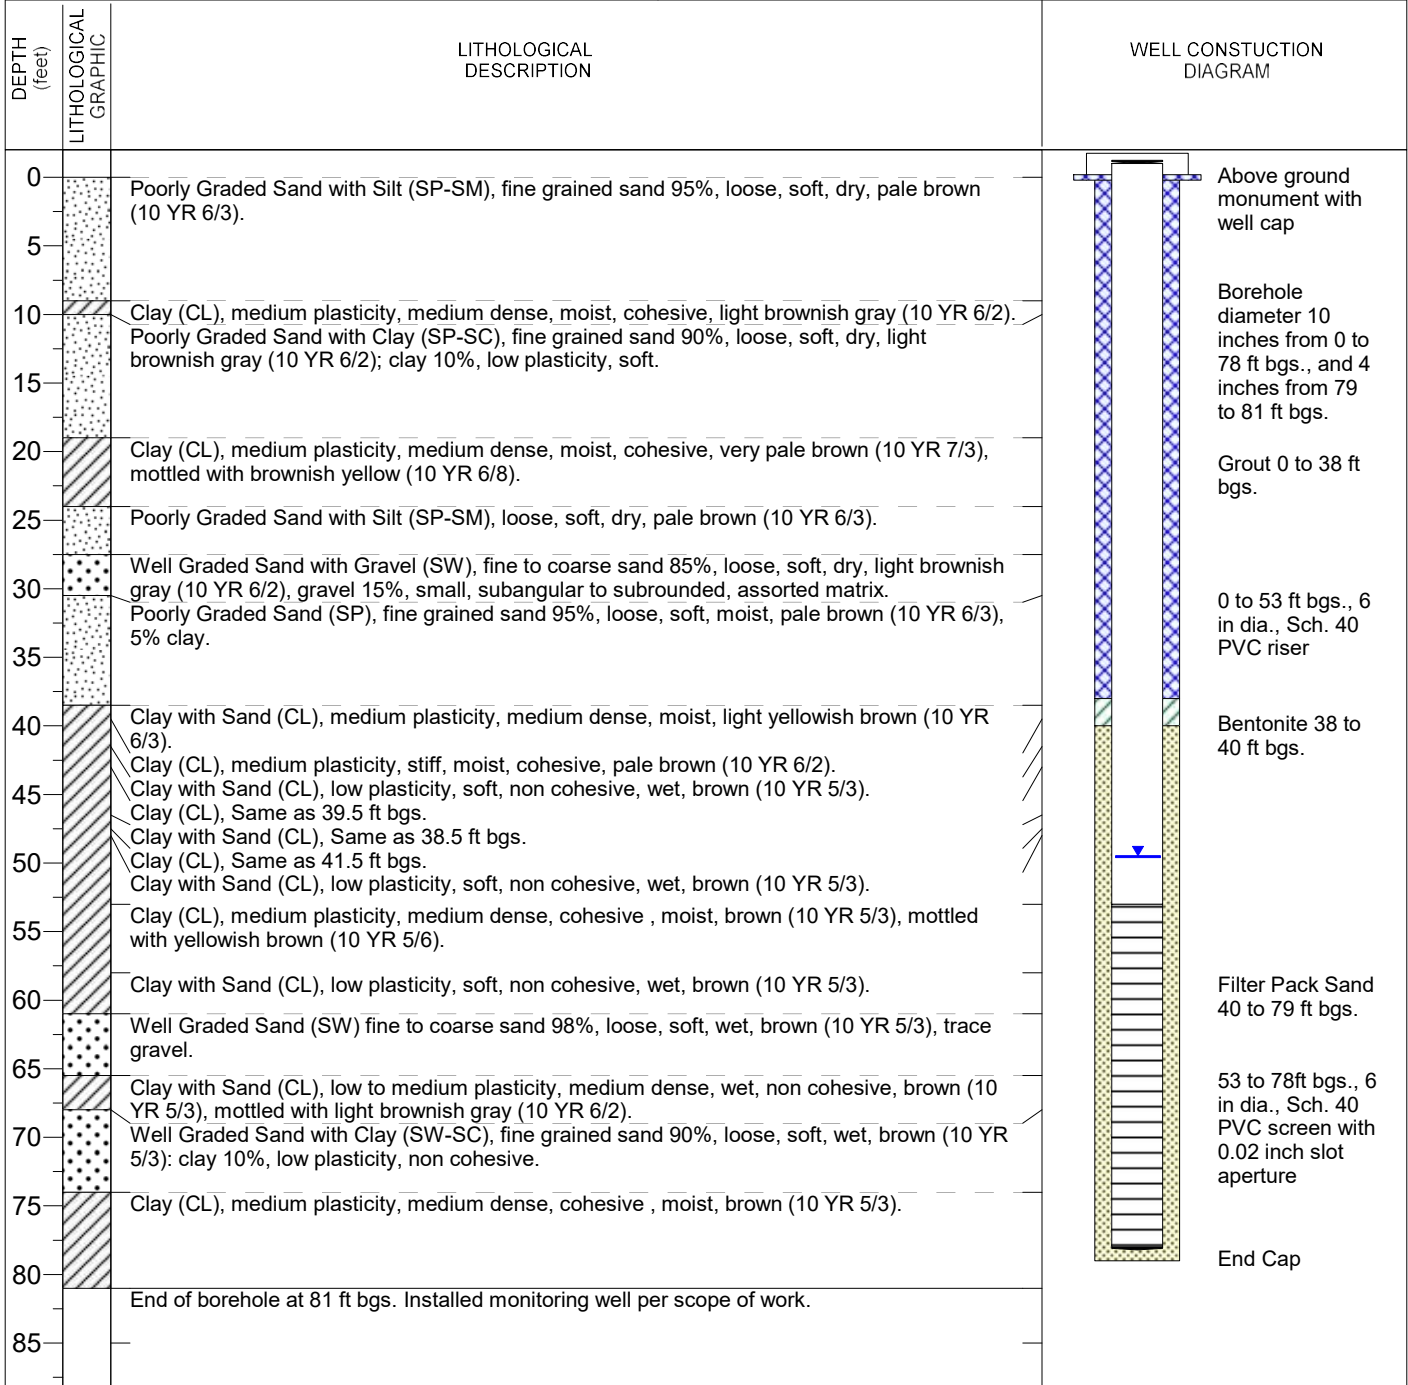 DEPTH
(feet)
LITHOLOGICAL
GRAPHIC
LITHOLOGICAL
DESCRIPTION
WELL CONSTUCTION
DIAGRAM
0
5
10
15
20
25
30
35
40
45
50
55
60
65
70
75
80
85
Poorly Graded Sand with Silt (SP-SM), fine grained sand 95%, loose, soft, dry, pale brown
(10 YR 6/3).
Clay (CL), medium plasticity, medium dense, moist, cohesive, light brownish gray (10 YR 6/2).
Poorly Graded Sand with Clay (SP-SC), fine grained sand 90%, loose, soft, dry, light
brownish gray (10 YR 6/2); clay 10%, low plasticity, soft.
Clay (CL), medium plasticity, medium dense, moist, cohesive, very pale brown (10 YR 7/3),
mottled with brownish yellow (10 YR 6/8).
Poorly Graded Sand with Silt (SP-SM), loose, soft, dry, pale brown (10 YR 6/3).
Well Graded Sand with Gravel (SW), fine to coarse sand 85%, loose, soft, dry, light brownish
gray (10 YR 6/2), gravel 15%, small, subangular to subrounded, assorted matrix.
Poorly Graded Sand (SP), fine grained sand 95%, loose, soft, moist, pale brown (10 YR 6/3),
5% clay.
Clay with Sand (CL), medium plasticity, medium dense, moist, light yellowish brown (10 YR
6/3).
Clay (CL), medium plasticity, stiff, moist, cohesive, pale brown (10 YR 6/2).
Clay with Sand (CL), low plasticity, soft, non cohesive, wet, brown (10 YR 5/3).
Clay (CL), Same as 39.5 ft bgs.
Clay with Sand (CL), Same as 38.5 ft bgs.
Clay (CL), Same as 41.5 ft bgs.
Clay with Sand (CL), low plasticity, soft, non cohesive, wet, brown (10 YR 5/3).
Clay (CL), medium plasticity, medium dense, cohesive , moist, brown (10 YR 5/3), mottled
with yellowish brown (10 YR 5/6).
Clay with Sand (CL), low plasticity, soft, non cohesive, wet, brown (10 YR 5/3).
Well Graded Sand (SW) fine to coarse sand 98%, loose, soft, wet, brown (10 YR 5/3), trace
gravel.
Clay with Sand (CL), low to medium plasticity, medium dense, wet, non cohesive, brown (10
YR 5/3), mottled with light brownish gray (10 YR 6/2).
Well Graded Sand with Clay (SW-SC), fine grained sand 90%, loose, soft, wet, brown (10 YR
5/3): clay 10%, low plasticity, non cohesive.
Clay (CL), medium plasticity, medium dense, cohesive , moist, brown (10 YR 5/3).
End of borehole at 81 ft bgs. Installed monitoring well per scope of work.
Above ground
monument with
well cap
Borehole
diameter 10
inches from 0 to
78 ft bgs., and 4
inches from 79
to 81 ft bgs.
Grout 0 to 38 ft
bgs.
0 to 53 ft bgs., 6
in dia., Sch. 40
PVC riser
Bentonite 38 to
40 ft bgs.
Filter Pack Sand
40 to 79 ft bgs.
53 to 78ft bgs., 6
in dia., Sch. 40
PVC screen with
0.02 inch slot
aperture
End Cap